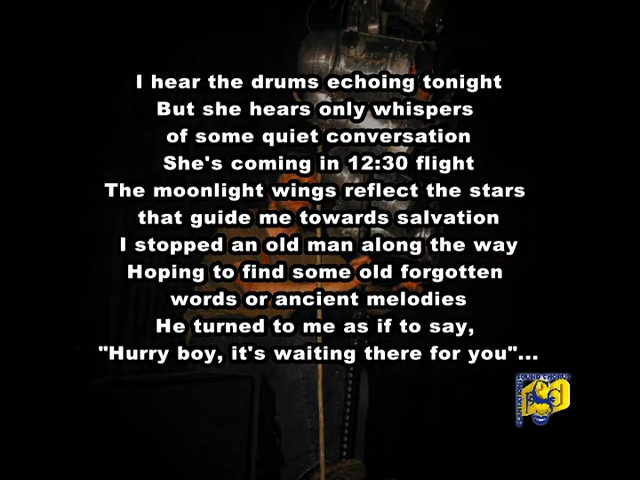 I hear the drums echoing tonight
But she hears only whispers
of some quiet conversation
She's coming in 12:30 flight
The moonlight wings reflect the stars
that guide me towards salvation
I stopped an old man along the way
Hoping to find some old forgotten
words or ancient melodies
He turned to me as if to say,
"Hurry boy, it's waiting there for you"...
SOUND CHORUS